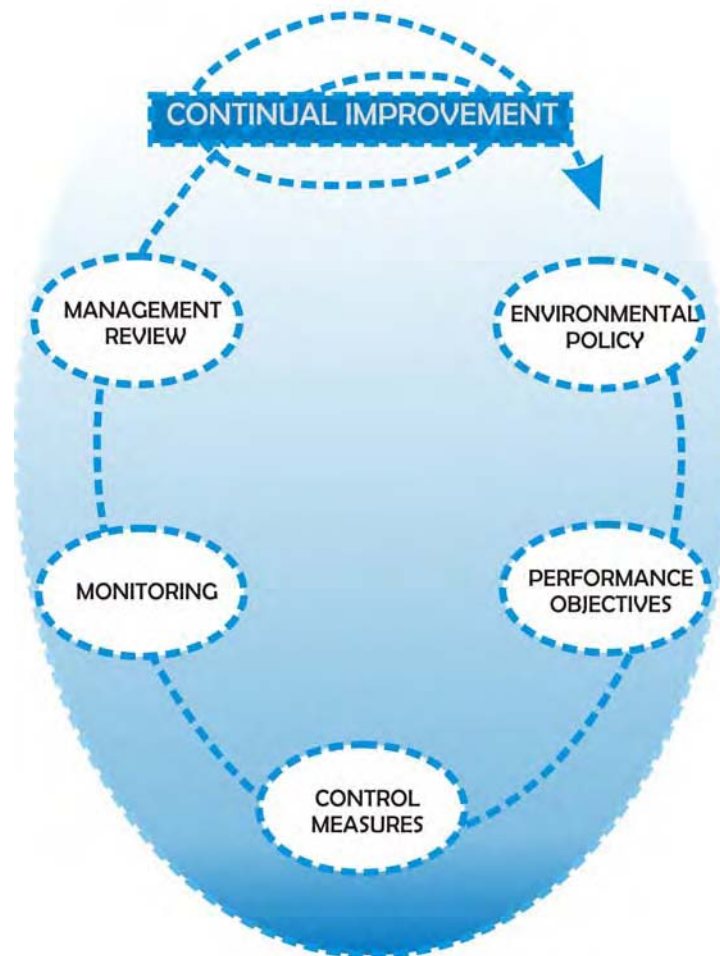 CONTINUAL IMPROVEMENT
MANAGEMENT
REVIEW
ENVIRONMENTAL
POLICY
MONITORING
PERFORMANCE
OBJECTIVES
CONTROL
MEASURES